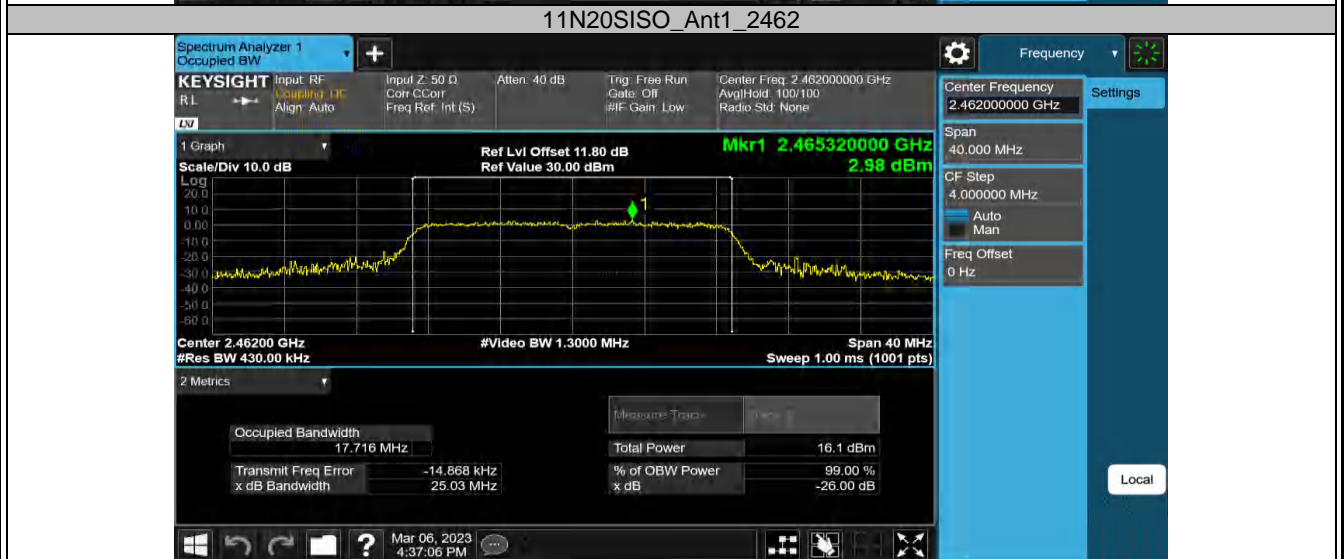 11N20SISO_Ant1_2462
Spectrum Analyzer 1
Occupied BW
Frequency
KEYSIGHT
RL
LXI
Input: RF
Coupling: DC
Align: Auto
Input Z: 50 Ω
Corr CCorr
Freq Ref: Int (S)
Atten: 40 dB
Trig: Free Run
Gate: Off
#IF Gain: Low
Center Freq: 2.462000000 GHz
Avg|Hold: 100/100
Radio Std: None
1 Graph
Scale/Div 10.0 dB
Ref Lvl Offset 11.80 dB
Ref Value 30.00 dBm
Mkr1 2.465320000 GHz
2.98 dBm
Log
20.0
10.0
0.00
-10.0
-20.0
-30.0
-40.0
-50.0
-60.0
1
Center 2.46200 GHz
#Video BW 1.3000 MHz
Span 40 MHz
#Res BW 430.00 kHz
Sweep 1.00 ms (1001 pts)
2 Metrics
Measure Trace
Trace 1
Occupied Bandwidth
17.716 MHz
Total Power
16.1 dBm
Transmit Freq Error
-14.868 kHz
% of OBW Power
99.00 %
x dB Bandwidth
25.03 MHz
x dB
-26.00 dB
Center Frequency
2.462000000 GHz
Settings
Span
40.000 MHz
CF Step
4.000000 MHz
Auto
Man
Freq Offset
0 Hz
Local
Mar 06, 2023
4:37:06 PM